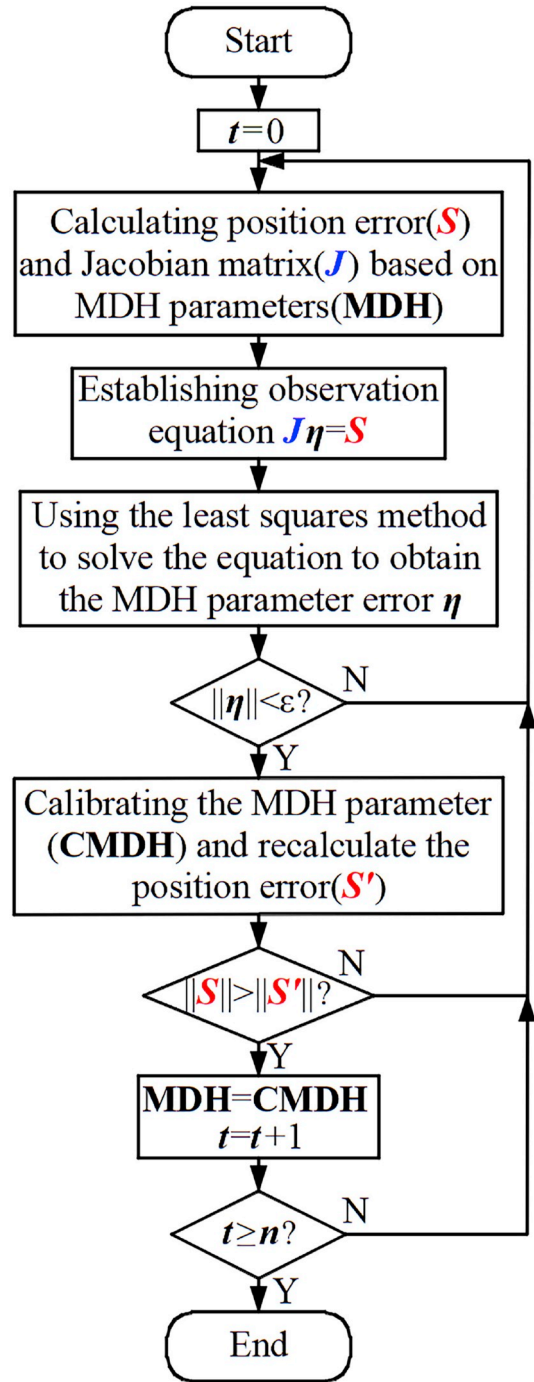 Start
t=0
Calculating position error(S)
and Jacobian matrix(J) based on
MDH parameters(MDH)
Establishing observation
equation Jη=S
Using the least squares method
to solve the equation to obtain
the MDH parameter error η
||η||<ε?
N
Y
Calibrating the MDH parameter
(CMDH) and recalculate the
position error(S')
||S||>||S'||?
N
Y
MDH=CMDH
t=t+1
t≥n?
N
Y
End